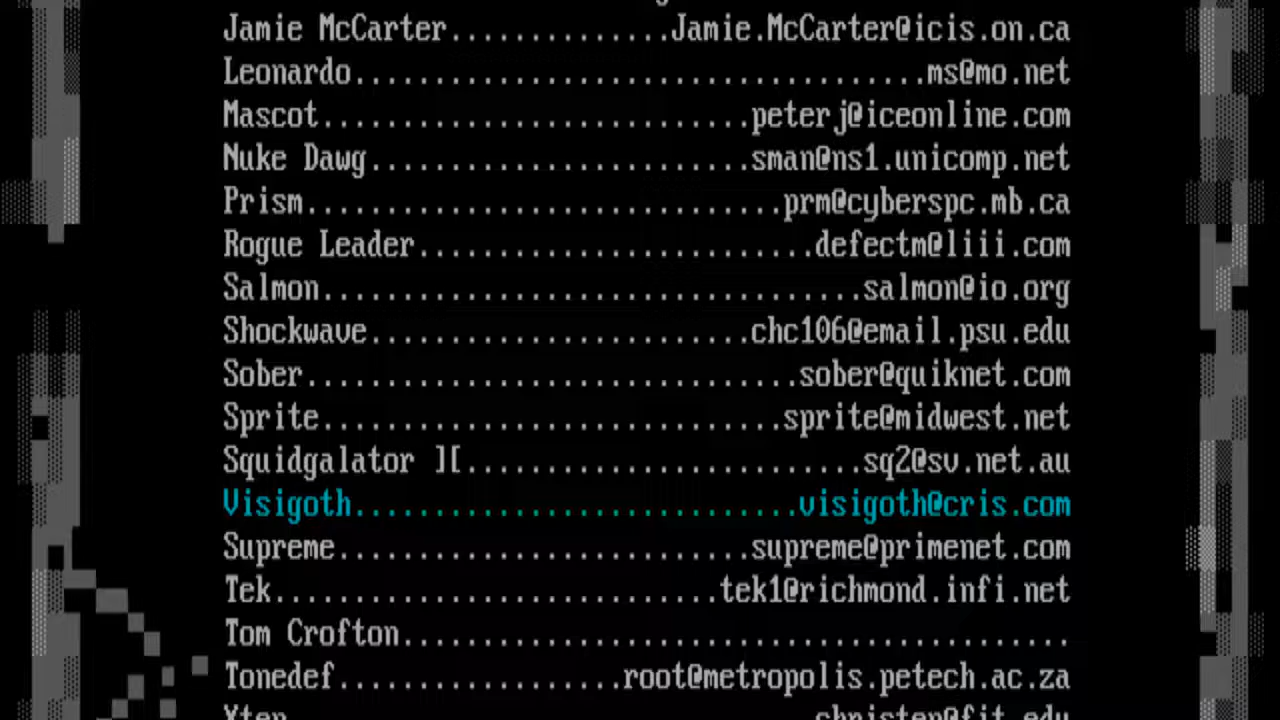 Jamie McCarter..............Jamie.McCarter@icis.on.ca
Leonardo....................................ms@mo.net
Mascot...........................peterj@iceonline.com
Nuke Dawg........................sman@ns1.unicomp.net
Prism..............................prm@cyberspc.mb.ca
Rogue Leader.........................defectm@liii.com
Salmon..................................salmon@io.org
Shockwave........................chc106@email.psu.edu
Sober...............................sober@quiknet.com
Sprite.............................sprite@midwest.net
Squidgalator ][.........................sq2@sv.net.au
Visigoth............................visigoth@cris.com
Supreme..........................supreme@primenet.com
Tek............................tek1@richmond.infi.net
Tom Crofton..........................................
Tonedef..................root@metropolis.petech.ac.za